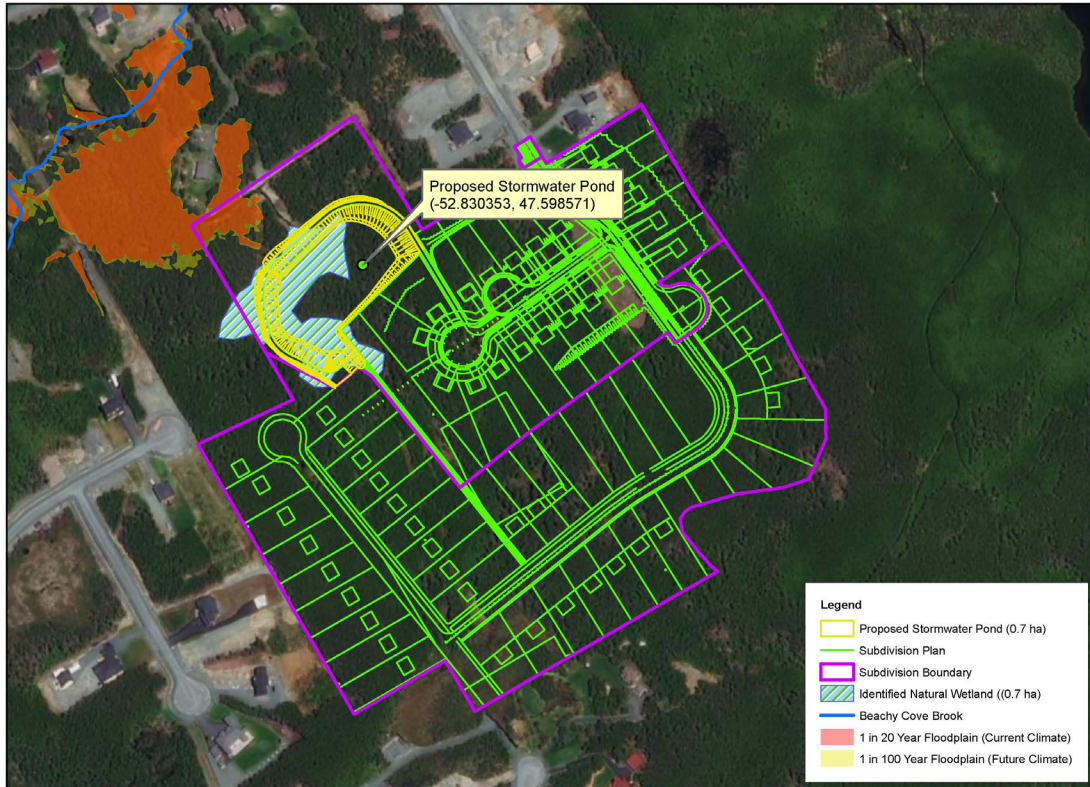 Proposed Stormwater Pond
(-52.830353, 47.598571)
Legend
Proposed Stormwater Pond (0.7 ha)
Subdivision Plan
Subdivision Boundary
Identified Natural Wetland ((0.7 ha)
Beachy Cove Brook
1 in 20 Year Floodplain (Current Climate)
1 in 100 Year Floodplain (Future Climate)